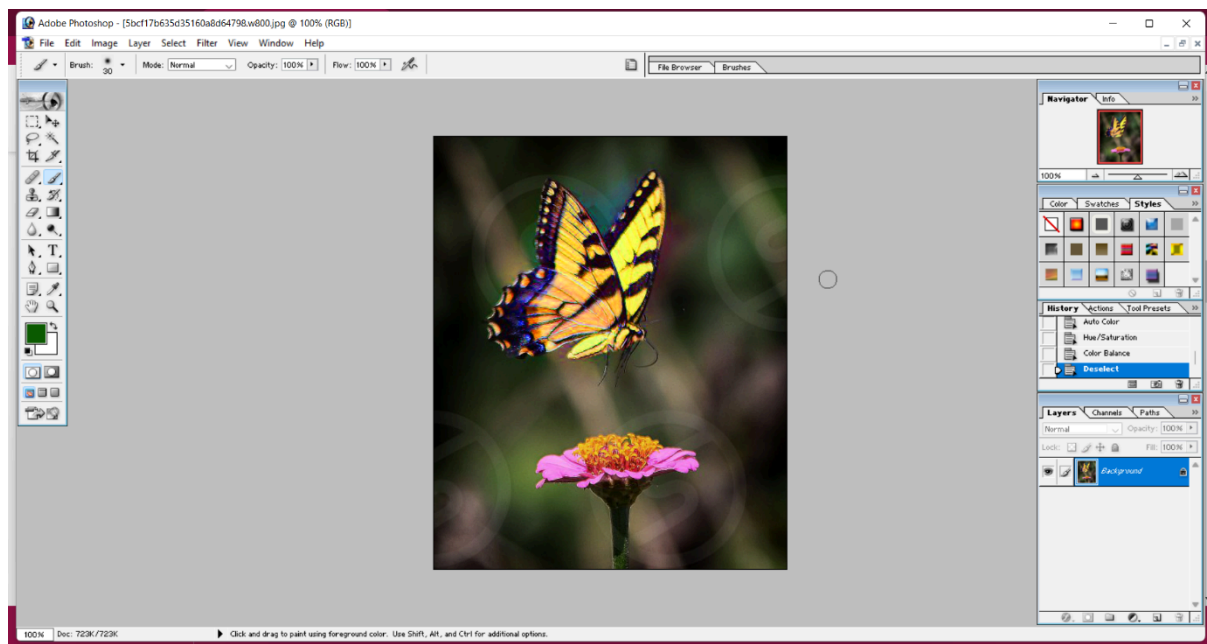 Adobe Photoshop - [5bcf17b635d35160a8d64798.w800.jpg @ 100% (RGB)]
File Edit Image Layer Select Filter View Window Help
Brush: 30 Mode: Normal Opacity: 100% Flow: 100%
File Browser Brushes
Navigator Info
100%
Color Swatches Styles
History Actions Tool Presets
Auto Color
Hue/Saturation
Color Balance
Deselect
Layers Channels Paths
Normal Opacity: 100%
Lock: Fill: 100%
Background
100% Doc: 723K/723K Click and drag to paint using foreground color. Use Shift, Alt, and Ctrl for additional options.